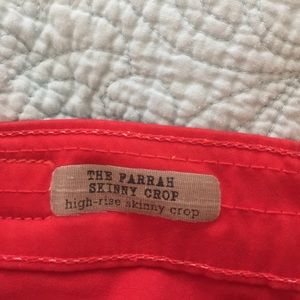 THE FARRAH
SKINNY CROP
high-rise skinny crop